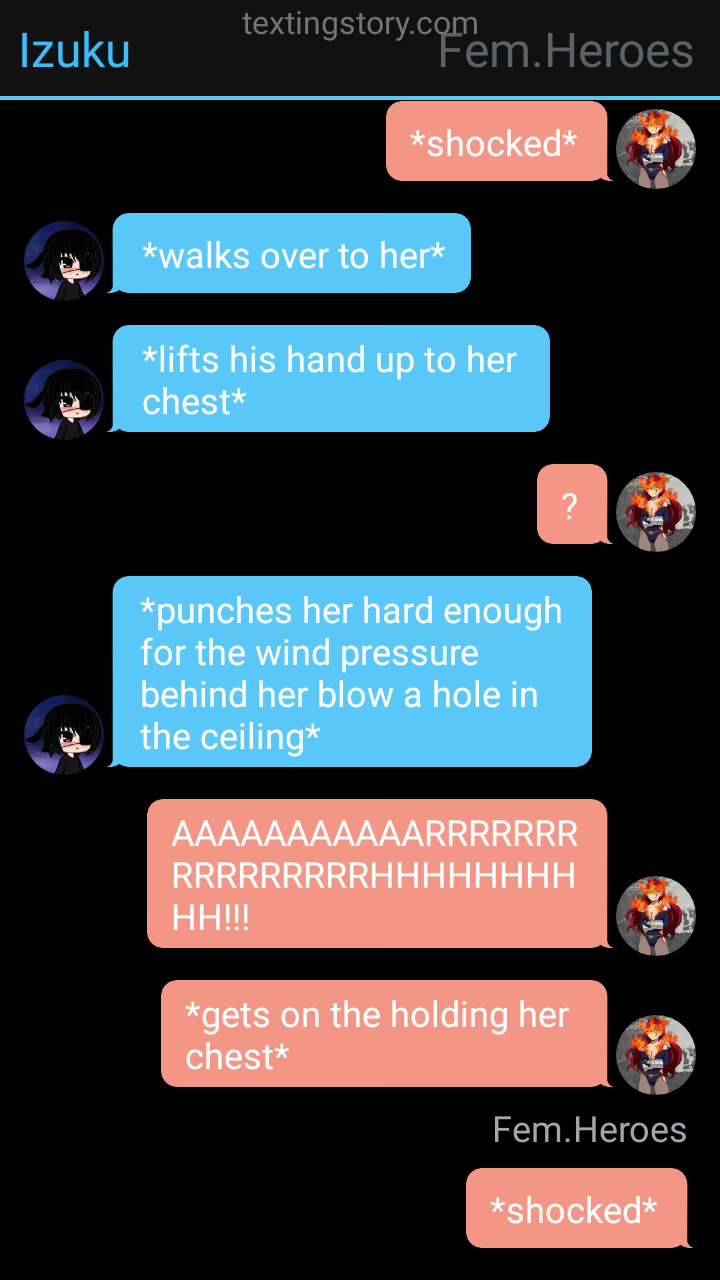 textingstory.com
Izuku
Fem.Heroes
*shocked*
*walks over to her*
*lifts his hand up to her
chest*
?
*punches her hard enough
for the wind pressure
behind her blow a hole in
the ceiling*
AAAAAAAAAAARRRRRRR
RRRRRRRRRHHHHHHHHH
HH!!!
*gets on the holding her
chest*
Fem.Heroes
*shocked*